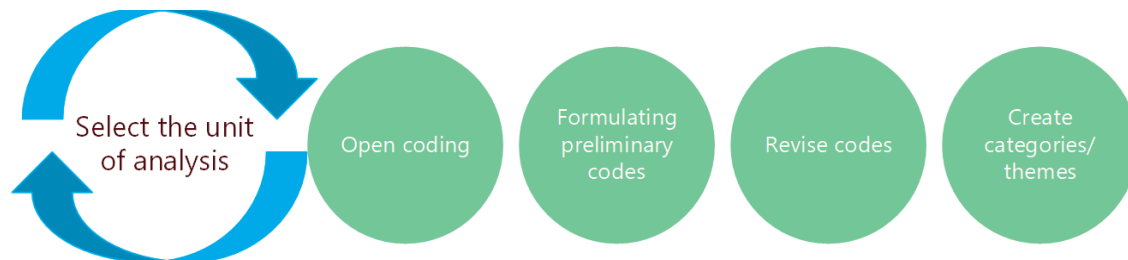 Select the unit
of analysis
Open coding
Formulating
preliminary
codes
Revise codes
Create
categories/
themes